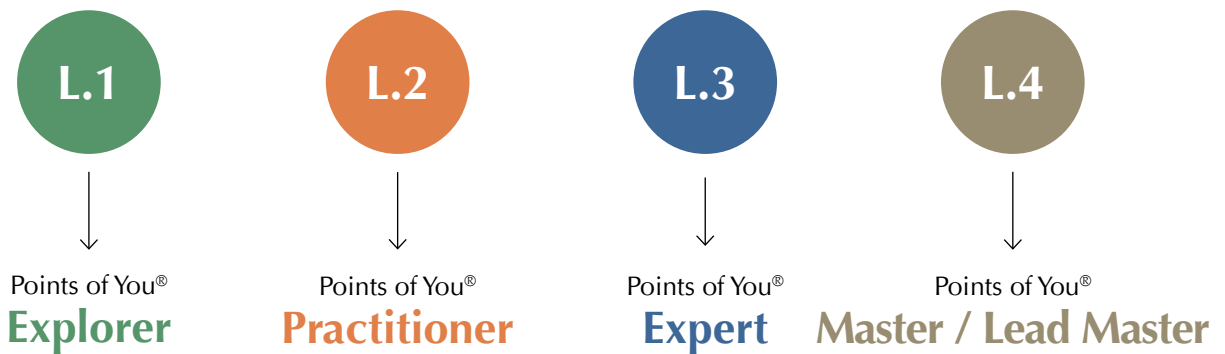 L.1
L.2
L.3
L.4
Points of You®
Explorer
Points of You®
Practitioner
Points of You®
Expert
Points of You®
Master / Lead Master